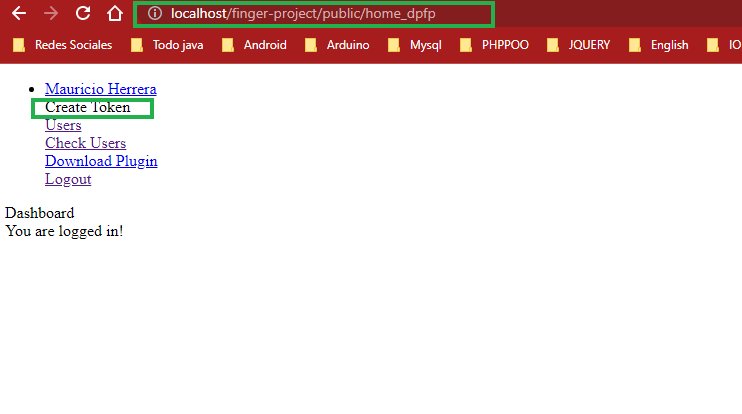 localhost/finger-project/public/home_dpfp
Redes Sociales Todo java Android Arduino Mysql PHPPOO JQUERY English IO
Mauricio Herrera
Create Token
Users
Check Users
Download Plugin
Logout
Dashboard
You are logged in!